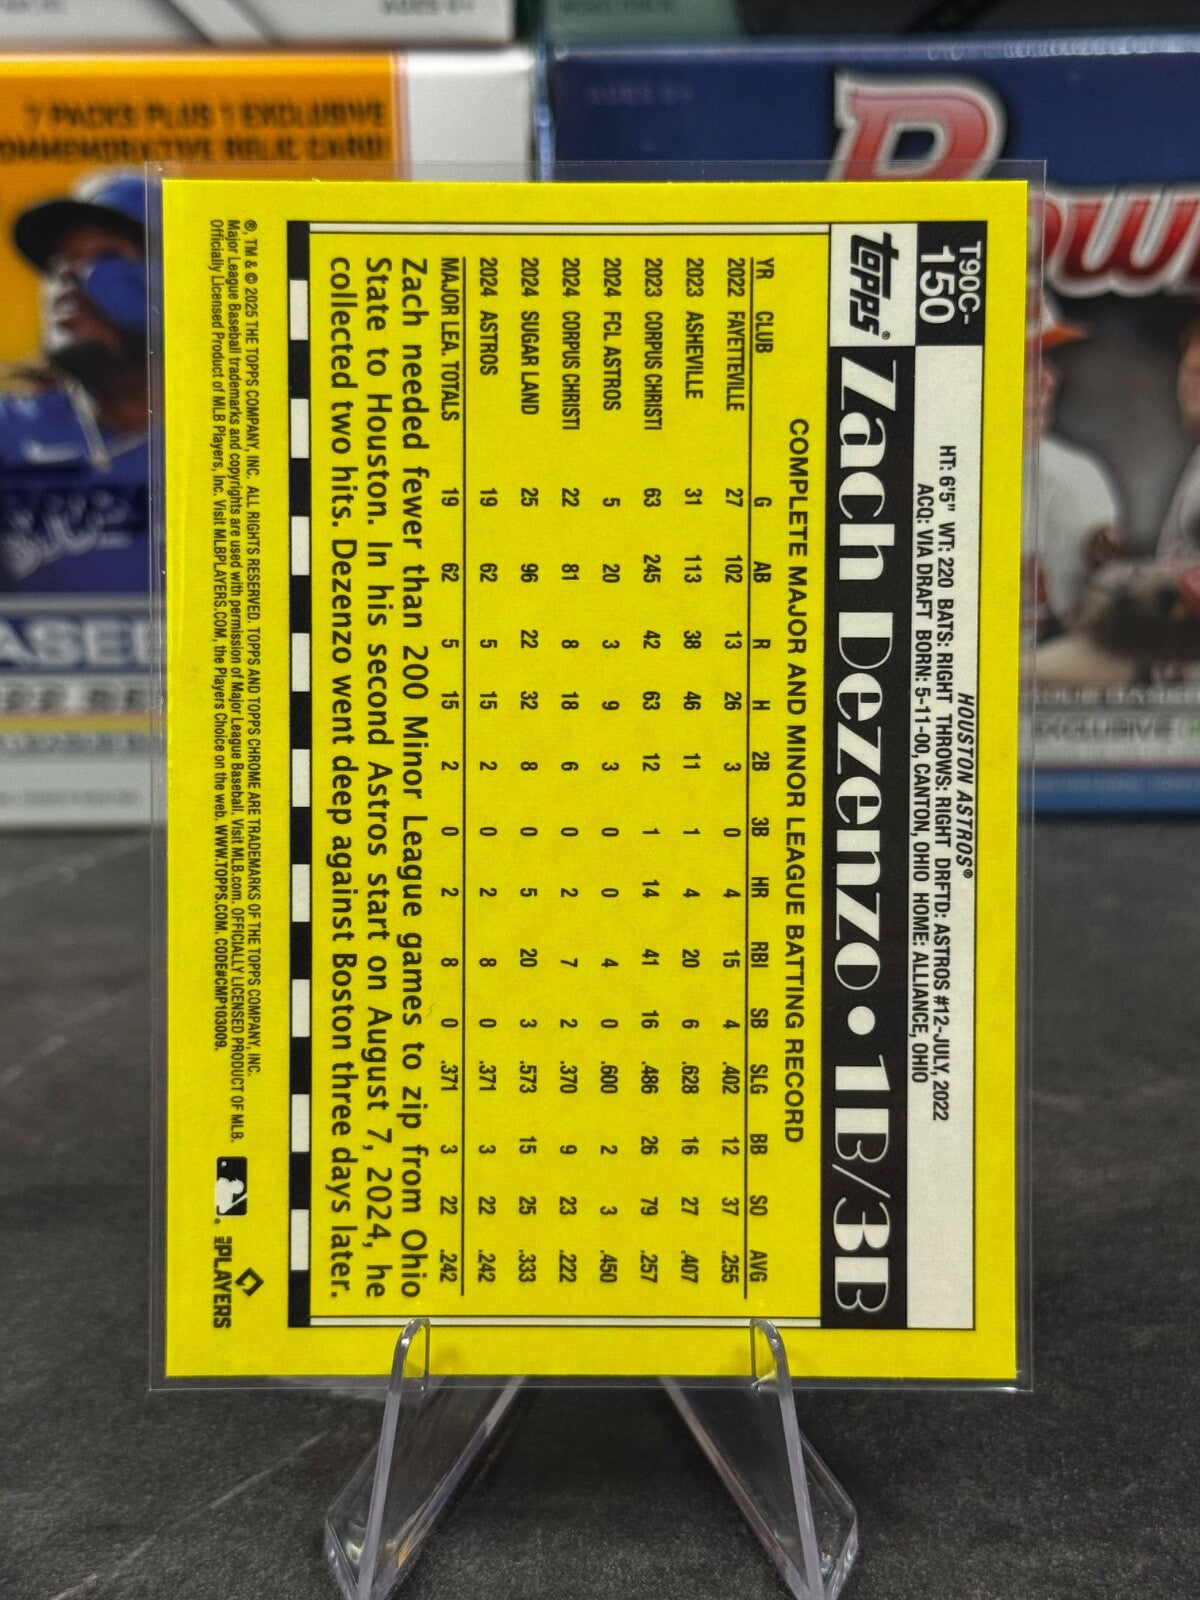 AGES 6+
7 PACKS PLUS 1 EXCLUSIVE
COMMEMORATIVE RELIC CARD!
T90C-
150
HOUSTON ASTROS®
HT: 6'5" WT: 220 BATS: RIGHT THROWS: RIGHT DRFTD: ASTROS #12-JULY, 2022
ACQ: VIA DRAFT BORN: 5-11-00, CANTON, OHIO HOME: ALLIANCE, OHIO
topps® Zach Dezenzo • 1B/3B
COMPLETE MAJOR AND MINOR LEAGUE BATTING RECORD
YR CLUB G AB R H 2B 3B HR RBI SB SLG BB SO AVG
2022 FAYETTEVILLE 27 102 13 26 3 0 4 15 4 .402 12 37 .255
2023 ASHEVILLE 31 113 38 46 11 1 4 20 6 .628 16 27 .407
2023 CORPUS CHRISTI 63 245 42 63 12 1 14 41 16 .486 26 79 .257
2024 FCL ASTROS 5 20 3 9 3 0 0 4 0 .600 2 3 .450
2024 CORPUS CHRISTI 22 81 8 18 6 0 2 7 2 .370 9 23 .222
2024 SUGAR LAND 25 96 22 32 8 0 5 20 3 .573 15 25 .333
2024 ASTROS 19 62 5 15 2 0 2 8 0 .371 3 22 .242
MAJOR LEA. TOTALS 19 62 5 15 2 0 2 8 0 .371 3 22 .242
Zach needed fewer than 200 Minor League games to zip from Ohio
State to Houston. In his second Astros start on August 7, 2024, he
collected two hits. Dezenzo went deep against Boston three days later.
®, TM & © 2025 THE TOPPS COMPANY, INC. ALL RIGHTS RESERVED. TOPPS AND TOPPS CHROME ARE TRADEMARKS OF THE TOPPS COMPANY, INC.
Major League Baseball trademarks and copyrights are used with permission of Major League Baseball. Visit MLB.com. OFFICIALLY LICENSED PRODUCT OF MLB.
Officially Licensed Product of MLB Players, Inc. Visit MLBPLAYERS.COM, the Players Choice on the web. WWW.TOPPS.COM. CODE#CMP103009.
MLB PLAYERS